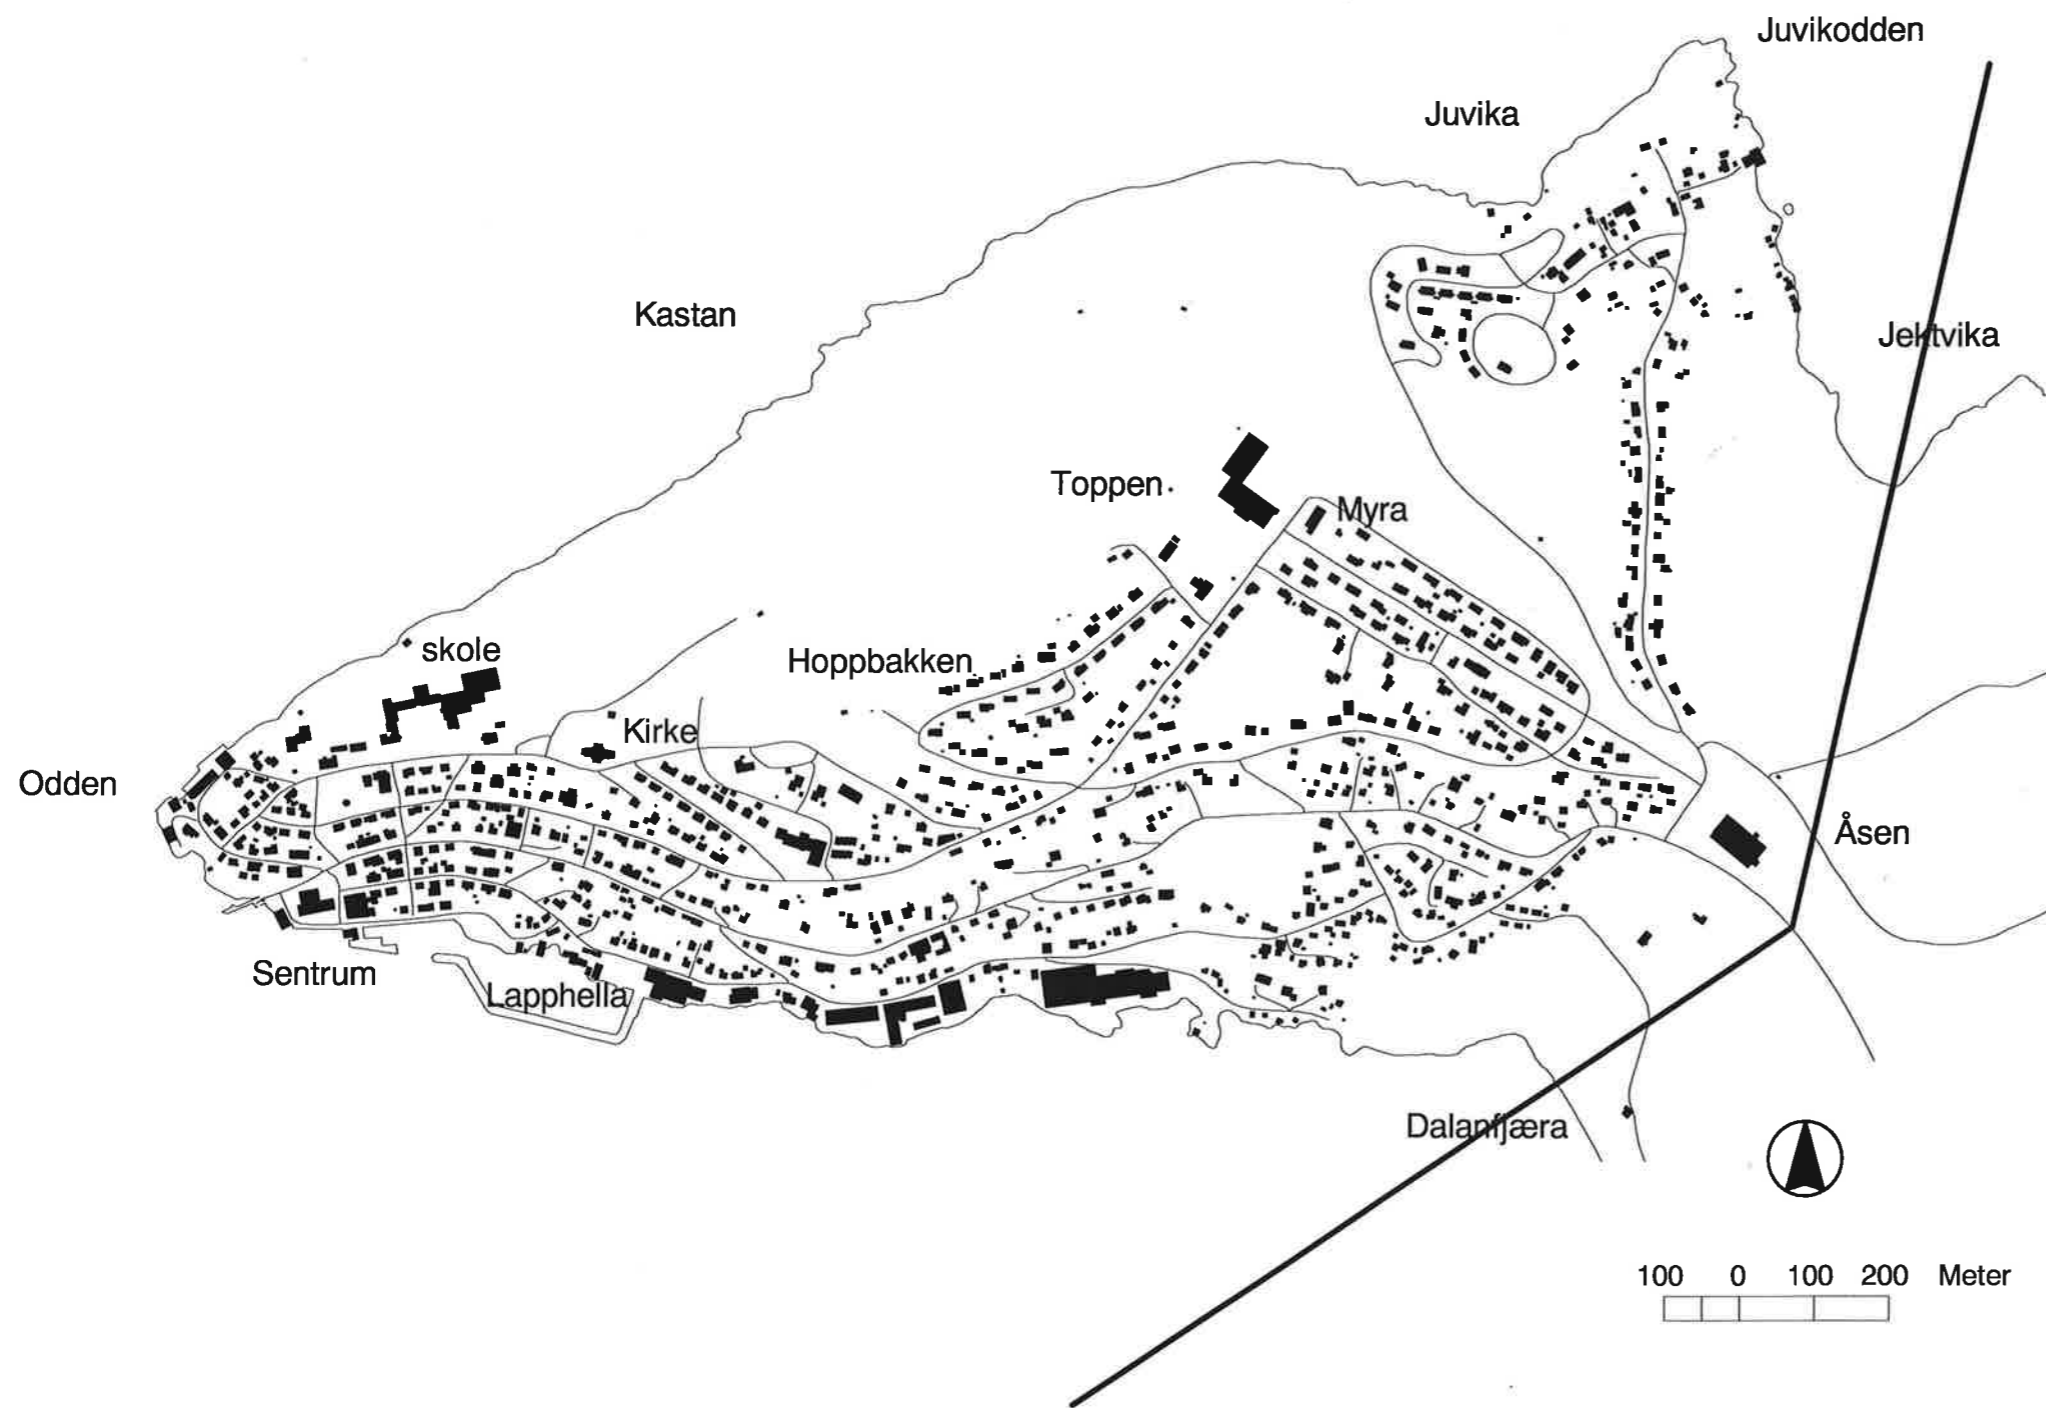 Juvikodden
Juvika
Kastan
Jektvika
Toppen
Myra
skole
Hoppbakken
Kirke
Odden
Åsen
Sentrum
Lapphella
Dalanfjæra
100 0 100 200 Meter